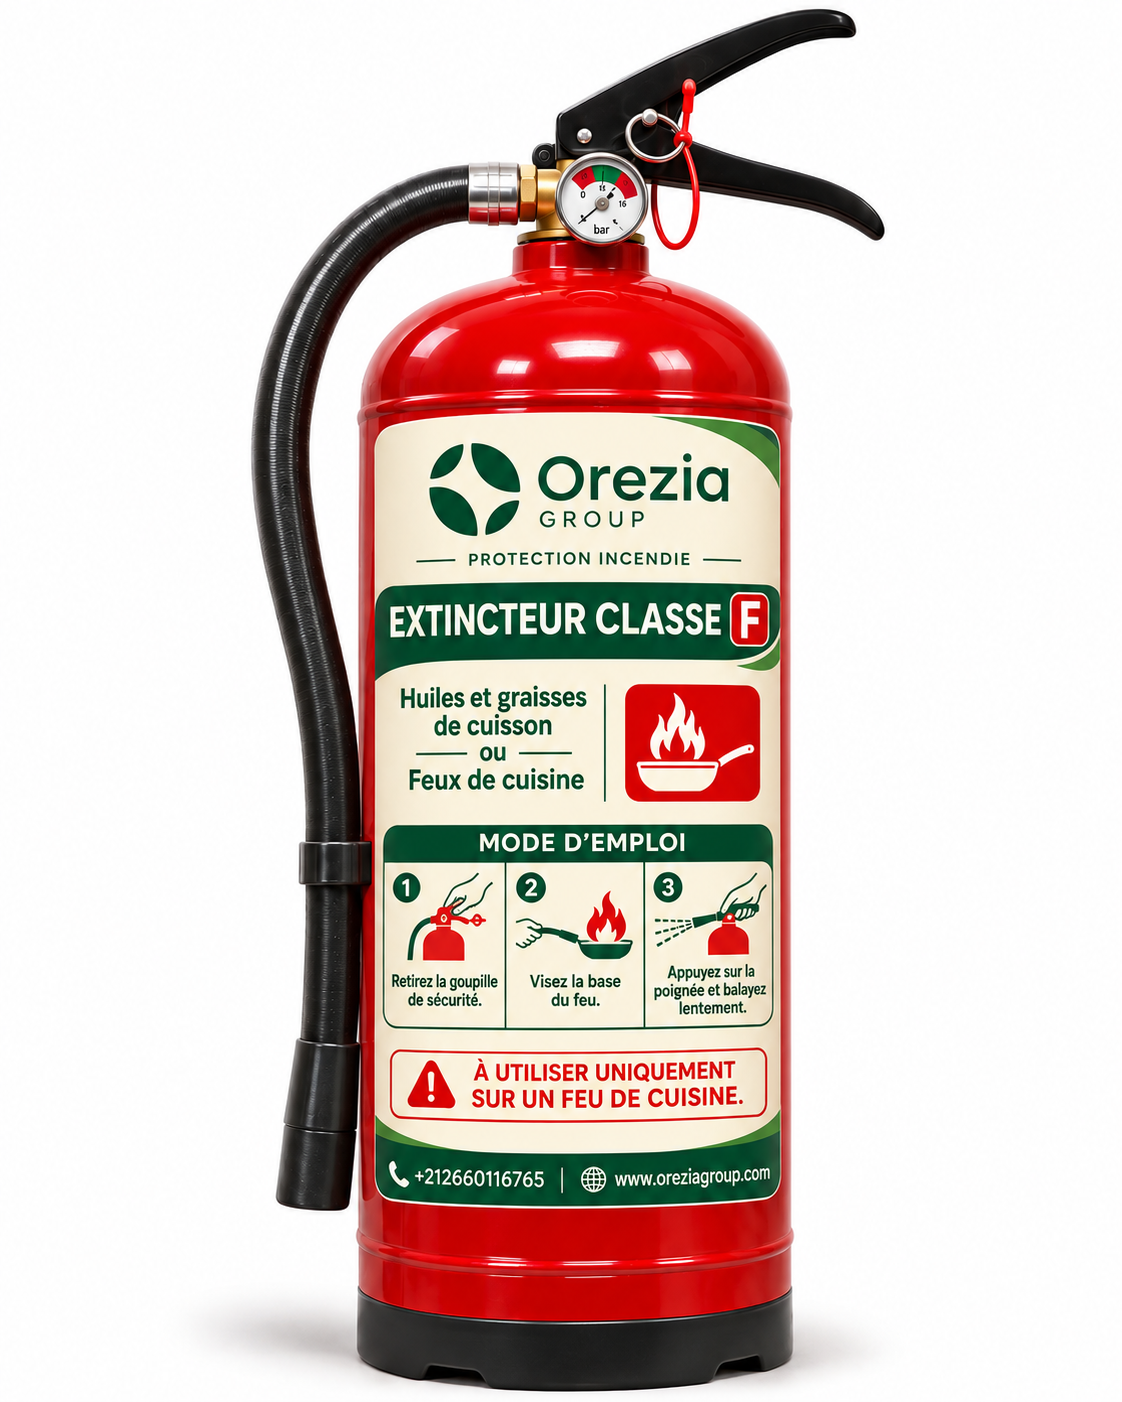 0
15
16
bar
Orezia
GROUP
PROTECTION INCENDIE
EXTINCTEUR CLASSE F
Huiles et graisses
de cuisson
ou
Feux de cuisine
MODE D'EMPLOI
1
Retirez la goupille
de sécurité.
2
Visez la base
du feu.
3
Appuyez sur la
poignée et balayez
lentement.
À UTILISER UNIQUEMENT
SUR UN FEU DE CUISINE.
+212660116765
www.oreziagroup.com